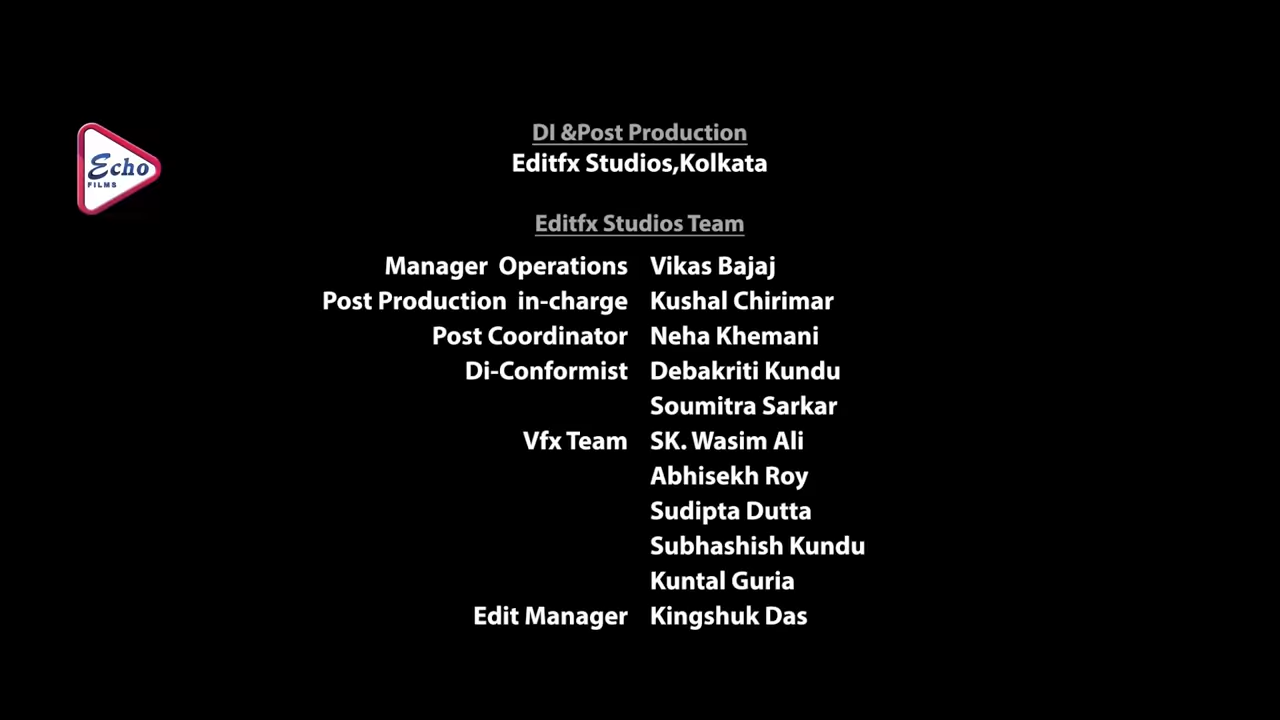 DI &Post Production
Editfx Studios,Kolkata
Echo
FILMS
Editfx Studios Team
Manager Operations Vikas Bajaj
Post Production in-charge Kushal Chirimar
Post Coordinator Neha Khemani
Di-Conformist Debakriti Kundu
Soumitra Sarkar
Vfx Team SK. Wasim Ali
Abhisekh Roy
Sudipta Dutta
Subhashish Kundu
Kuntal Guria
Edit Manager Kingshuk Das